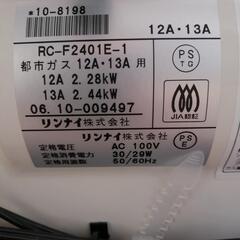 *10-8198
12A・13A
RC-F2401E-1
都市ガス 12A・13A 用
12A 2.28kW
13A 2.44kW
06.10-009497
リンナイ株式会社
PS
TG
JIA認証
リンナイ株式会社
定格電圧 AC 100V
定格消費電力 30/29W
定格周波数 50/60Hz
PS
E